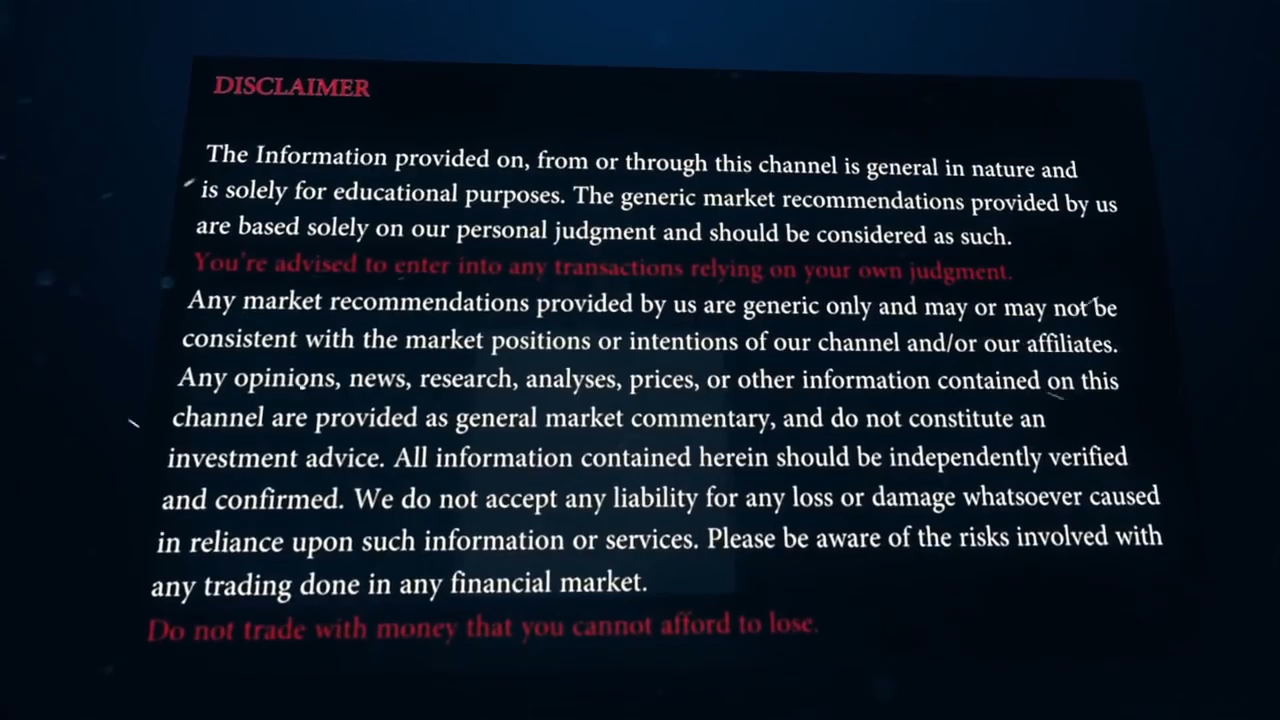 DISCLAIMER
The Information provided on, from or through this channel is general in nature and
is solely for educational purposes. The generic market recommendations provided by us
are based solely on our personal judgment and should be considered as such.
You're advised to enter into any transactions relying on your own judgment.
Any market recommendations provided by us are generic only and may or may not be
consistent with the market positions or intentions of our channel and/or our affiliates.
Any opinions, news, research, analyses, prices, or other information contained on this
channel are provided as general market commentary, and do not constitute an
investment advice. All information contained herein should be independently verified
and confirmed. We do not accept any liability for any loss or damage whatsoever caused
in reliance upon such information or services. Please be aware of the risks involved with
any trading done in any financial market.
Do not trade with money that you cannot afford to lose.